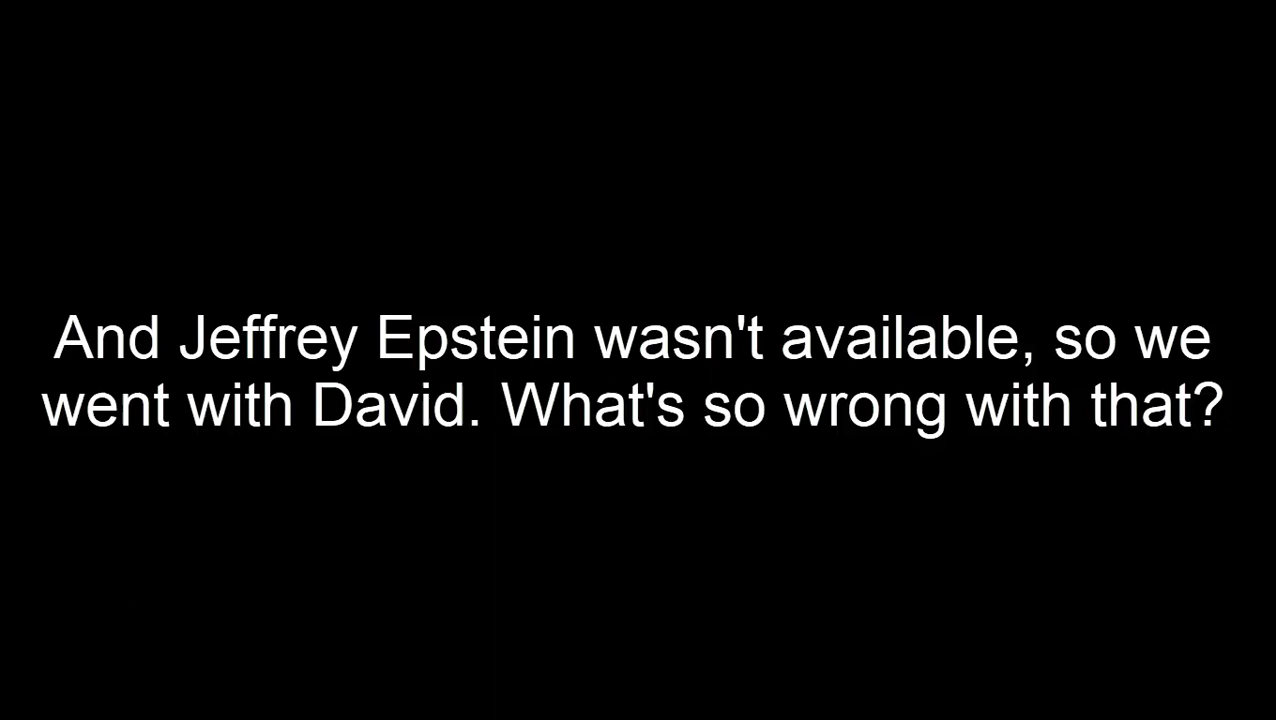 And Jeffrey Epstein wasn't available, so we
went with David. What's so wrong with that?